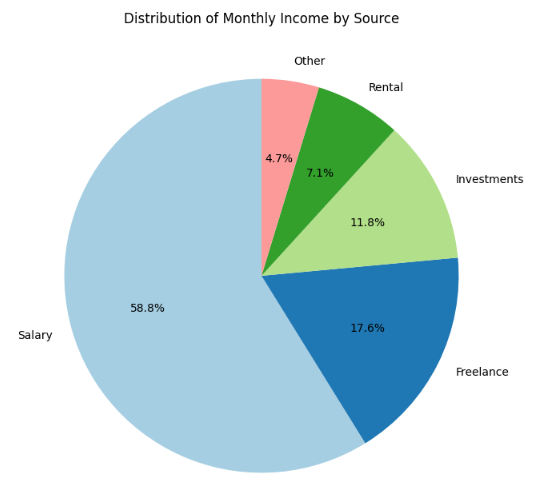 Distribution of Monthly Income by Source
Other
Rental
4.7%
7.1%
Investments
11.8%
58.8%
17.6%
Salary
Freelance